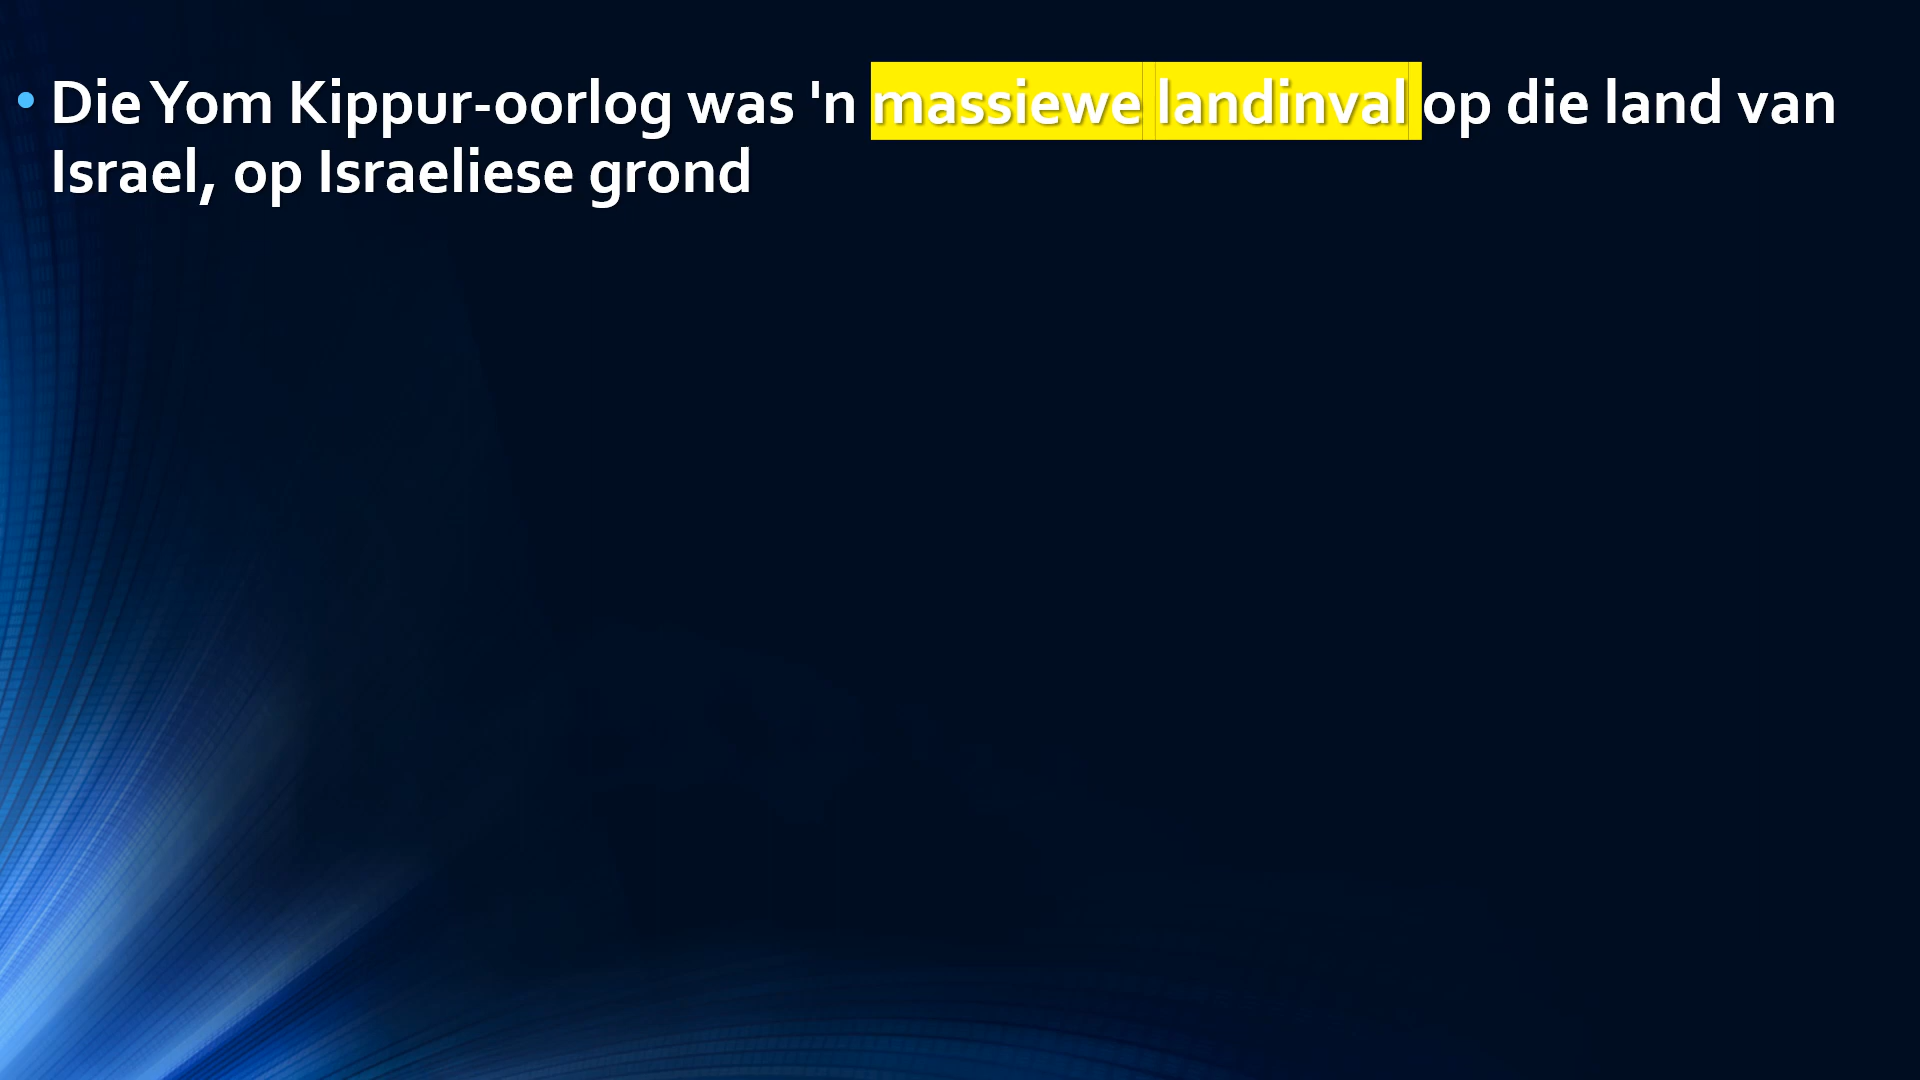 • Die Yom Kippur-oorlog was 'n massiewe landinval op die land van
Israel, op Israeliese grond